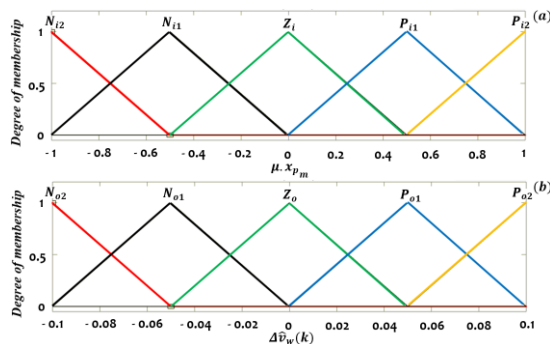 N_i2 N_i1 Z_i P_i1 P_i2 (a)
Degree of membership
1
0.5
0
- 1 - 0.8 - 0.6 - 0.4 - 0.2 0 0.2 0.4 0.6 0.8 1
μ. x_{p_m}
N_o2 N_o1 Z_o P_o1 P_o2 (b)
Degree of membership
1
0.5
0
- 0.1 - 0.08 - 0.06 - 0.04 - 0.02 0 0.02 0.04 0.06 0.08 0.1
Δv̂_w(k)